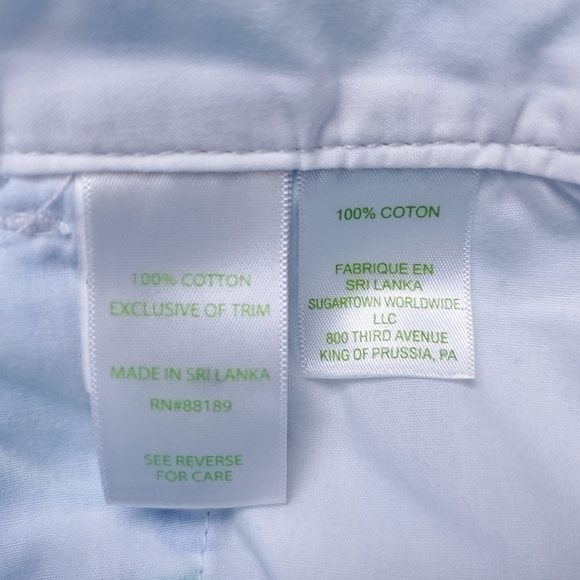 100% COTTON
EXCLUSIVE OF TRIM
MADE IN SRI LANKA
RN#88189
SEE REVERSE
FOR CARE
100% COTON
FABRIQUE EN
SRI LANKA
SUGARTOWN WORLDWIDE,
LLC
800 THIRD AVENUE
KING OF PRUSSIA, PA